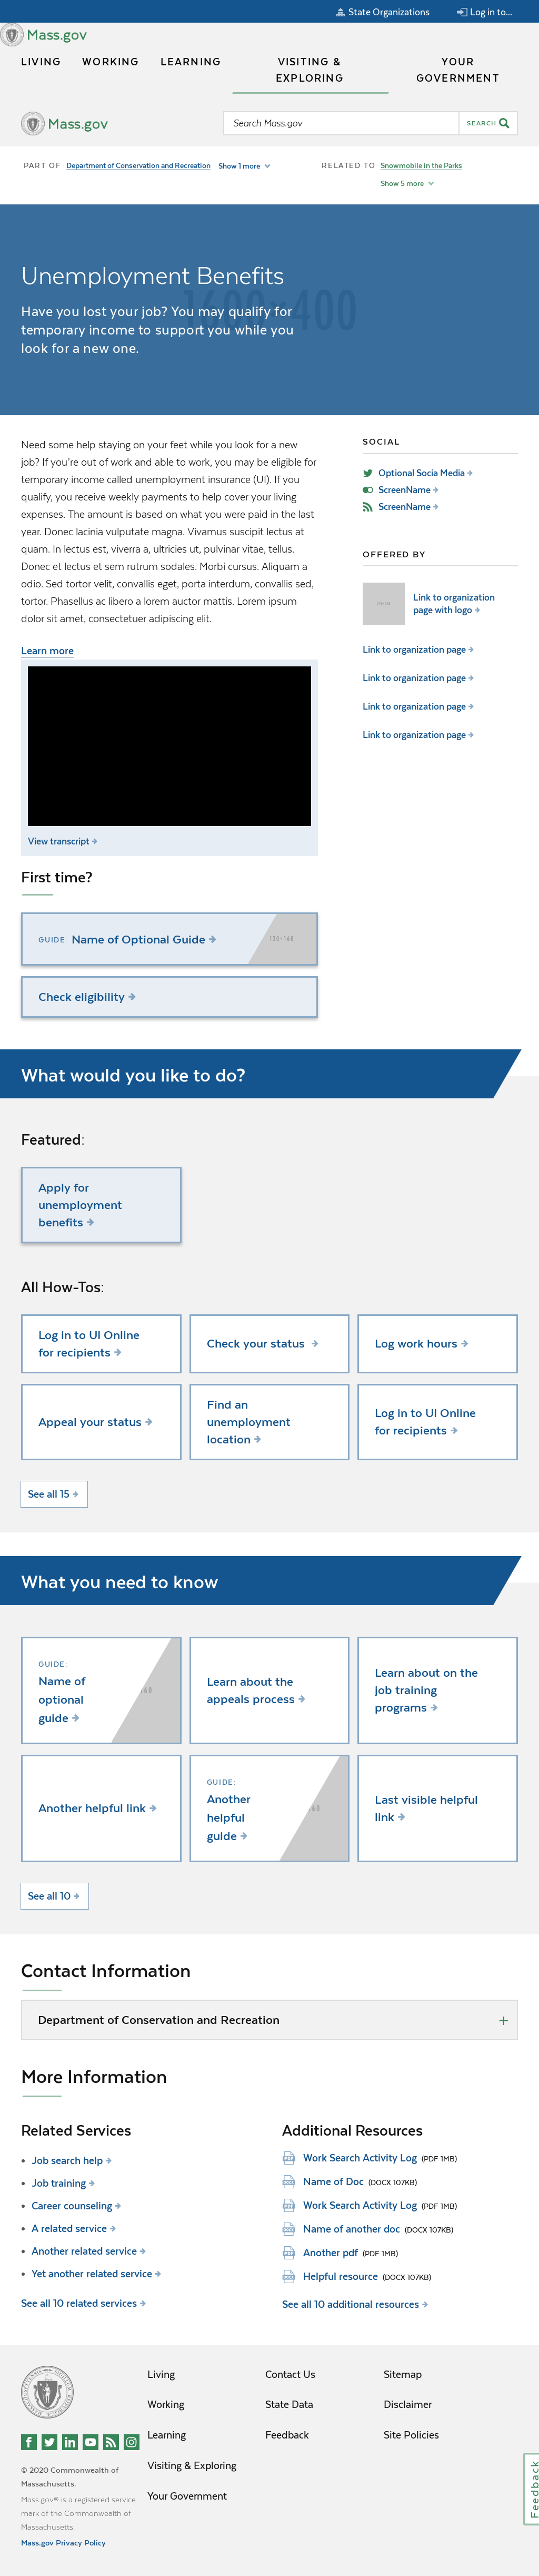 State Organizations
Log in to...
Mass.gov
LIVING
WORKING
LEARNING
VISITING &
EXPLORING
YOUR
GOVERNMENT
Mass.gov
Search Mass.gov
SEARCH
PART OF
Department of Conservation and Recreation
Show 1 more
RELATED TO
Snowmobile in the Parks
Show 5 more
1600×400
Unemployment Benefits
Have you lost your job? You may qualify for
temporary income to support you while you
look for a new one.
Need some help staying on your feet while you look for a new
job? If you're out of work and able to work, you may be eligible for
temporary income called unemployment insurance (UI). If you
qualify, you receive weekly payments to help cover your living
expenses. The amount is based on what you were paid in the last
year. Donec lacinia vulputate magna. Vivamus suscipit lectus at
quam. In lectus est, viverra a, ultricies ut, pulvinar vitae, tellus.
Donec et lectus et sem rutrum sodales. Morbi cursus. Aliquam a
odio. Sed tortor velit, convallis eget, porta interdum, convallis sed,
tortor. Phasellus ac libero a lorem auctor mattis. Lorem ipsum
dolor sit amet, consectetuer adipiscing elit.
Learn more
View transcript
SOCIAL
Optional Socia Media
ScreenName
ScreenName
OFFERED BY
Link to organization
page with logo
Link to organization page
Link to organization page
Link to organization page
Link to organization page
First time?
GUIDE: Name of Optional Guide
130×160
Check eligibility
What would you like to do?
Featured:
Apply for
unemployment
benefits
All How-Tos:
Log in to UI Online
for recipients
Check your status
Log work hours
Appeal your status
Find an
unemployment
location
Log in to UI Online
for recipients
See all 15
What you need to know
GUIDE:
Name of
optional
guide
Learn about the
appeals process
Learn about on the
job training
programs
Another helpful link
GUIDE:
Another
helpful
guide
Last visible helpful
link
See all 10
Contact Information
Department of Conservation and Recreation
More Information
Related Services
Job search help
Job training
Career counseling
A related service
Another related service
Yet another related service
See all 10 related services
Additional Resources
Work Search Activity Log (PDF 1MB)
Name of Doc (DOCX 107KB)
Work Search Activity Log (PDF 1MB)
Name of another doc (DOCX 107KB)
Another pdf (PDF 1MB)
Helpful resource (DOCX 107KB)
See all 10 additional resources
Living
Working
Learning
Visiting & Exploring
Your Government
Contact Us
State Data
Feedback
Sitemap
Disclaimer
Site Policies
© 2020 Commonwealth of
Massachusetts.
Mass.gov® is a registered service
mark of the Commonwealth of
Massachusetts.
Mass.gov Privacy Policy
Feedback